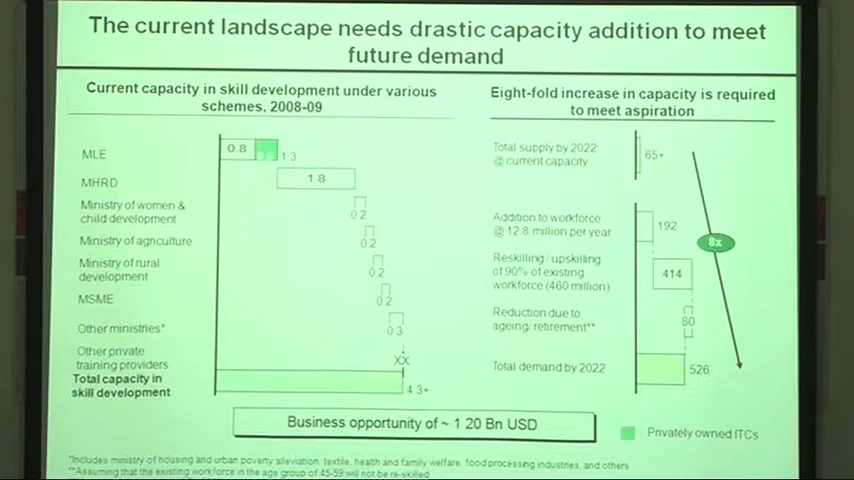 The current landscape needs drastic capacity addition to meet
future demand
Current capacity in skill development under various
schemes, 2008-09
MLE
0.8
1 3
MHRD
1.8
Ministry of women &
child development
0 2
Ministry of agriculture
0 2
Ministry of rural
development
0 2
MSME
0 2
Other ministries*
0 3
Other private
training providers
XX
Total capacity in
skill development
4 3+
Eight-fold increase in capacity is required
to meet aspiration
Total supply by 2022
@ current capacity
65+
Addition to workforce
@ 12.8 million per year
192
8x
Reskilling/upskilling
of 90% of existing
workforce (460 million)
414
Reduction due to
ageing/retirement**
80
Total demand by 2022
526
Business opportunity of ~ 1 20 Bn USD
Privately owned ITCs
*Includes ministry of housing and urban poverty alleviation, textile, health and family welfare, food processing industries, and others
**Assuming that the existing workforce in the age group of 45-59 will not be re-skilled